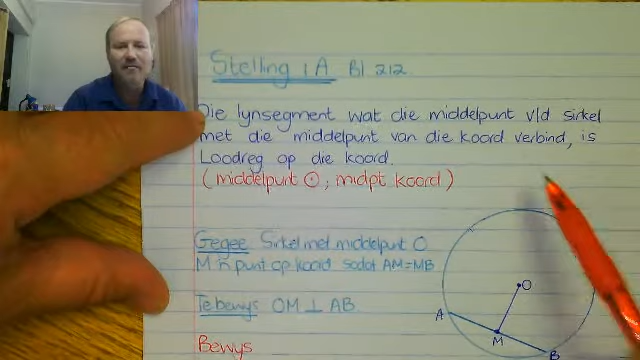 Stelling 1A Bl 212.
Die lynsegment wat die middelpunt v/d sirkel
met die middelpunt van die koord verbind, is
Loodreg op die koord.
(middelpunt ⊙; midpt koord)
Gegee Sirkel met middelpunt O
M 'n punt op koord sodat AM=MB
Te bewys OM ⊥ AB
Bewys
O
A
M
B